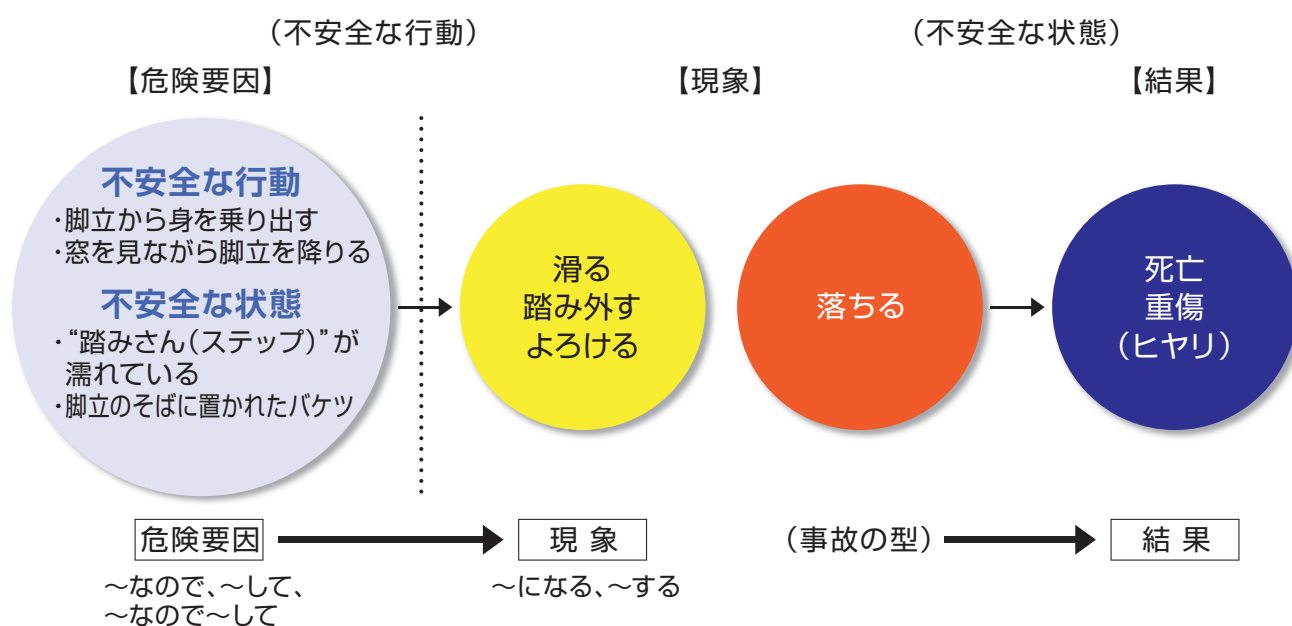 (不安全な行動)
(不安全な状態)
【危険要因】
【現象】
【結果】
不安全な行動
・脚立から身を乗り出す
・窓を見ながら脚立を降りる
不安全な状態
・“踏みさん(ステップ)”が
濡れている
・脚立のそばに置かれたバケツ
滑る
踏み外す
よろける
落ちる
死亡
重傷
(ヒヤリ)
危険要因
現 象
(事故の型)
結 果
～なので、～して、
～なので～して
～になる、～する